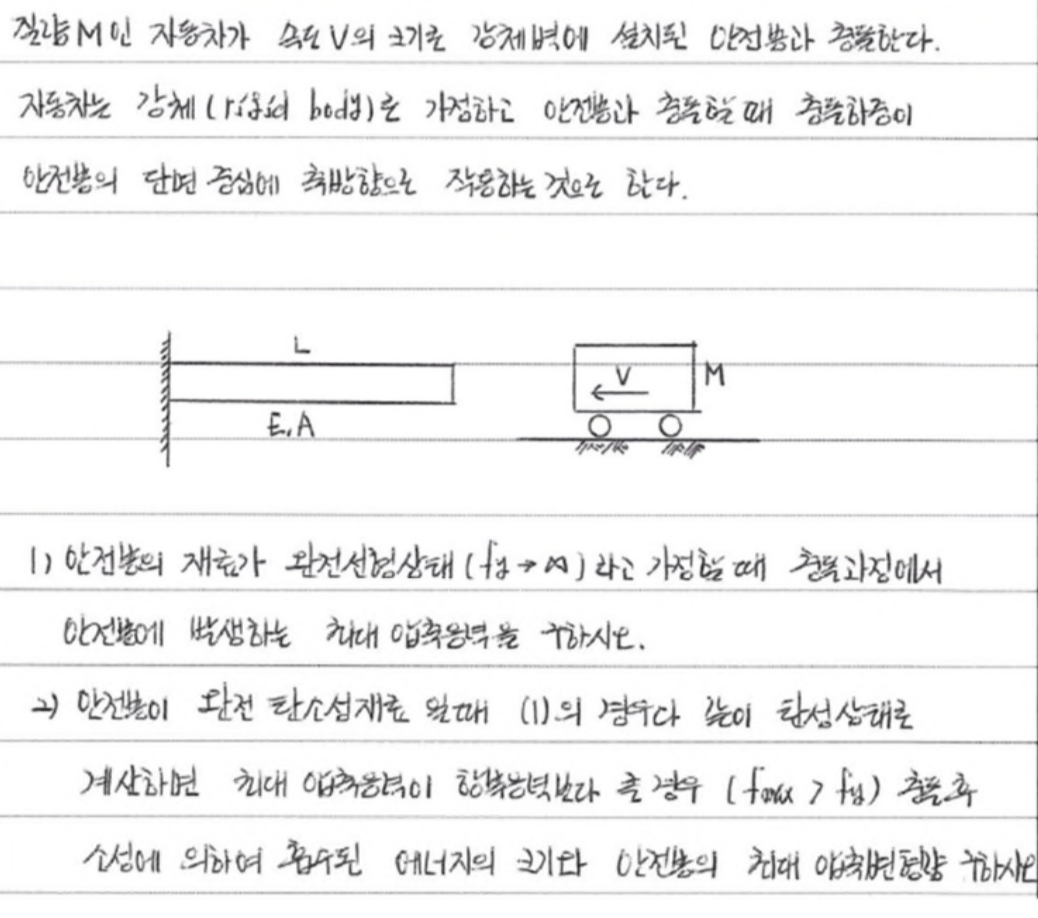 질량 M인 자동차가 속도 V의 크기로 강체벽에 설치된 안전봉과 충돌한다.
자동차는 강체(rigid body)로 가정하고 안전봉과 충돌할 때 충돌하중이
안전봉의 단면 중심에 축방향으로 작용하는 것으로 한다.
L
V
M
E, A
1) 안전봉의 재료가 완전선형상태(fy → ∞)라고 가정할 때 충돌과정에서
안전봉에 발생하는 최대 압축응력을 구하시오.
2) 안전봉이 완전 탄소성재료 일때 (1)의 경우다 같이 탄성상태로
계산하면 최대 압축응력이 항복응력보다 클 경우 (fmax > fy) 충돌후
소성에 의하여 흡수된 에너지의 크기와 안전봉의 최대 압축변형량 구하시오